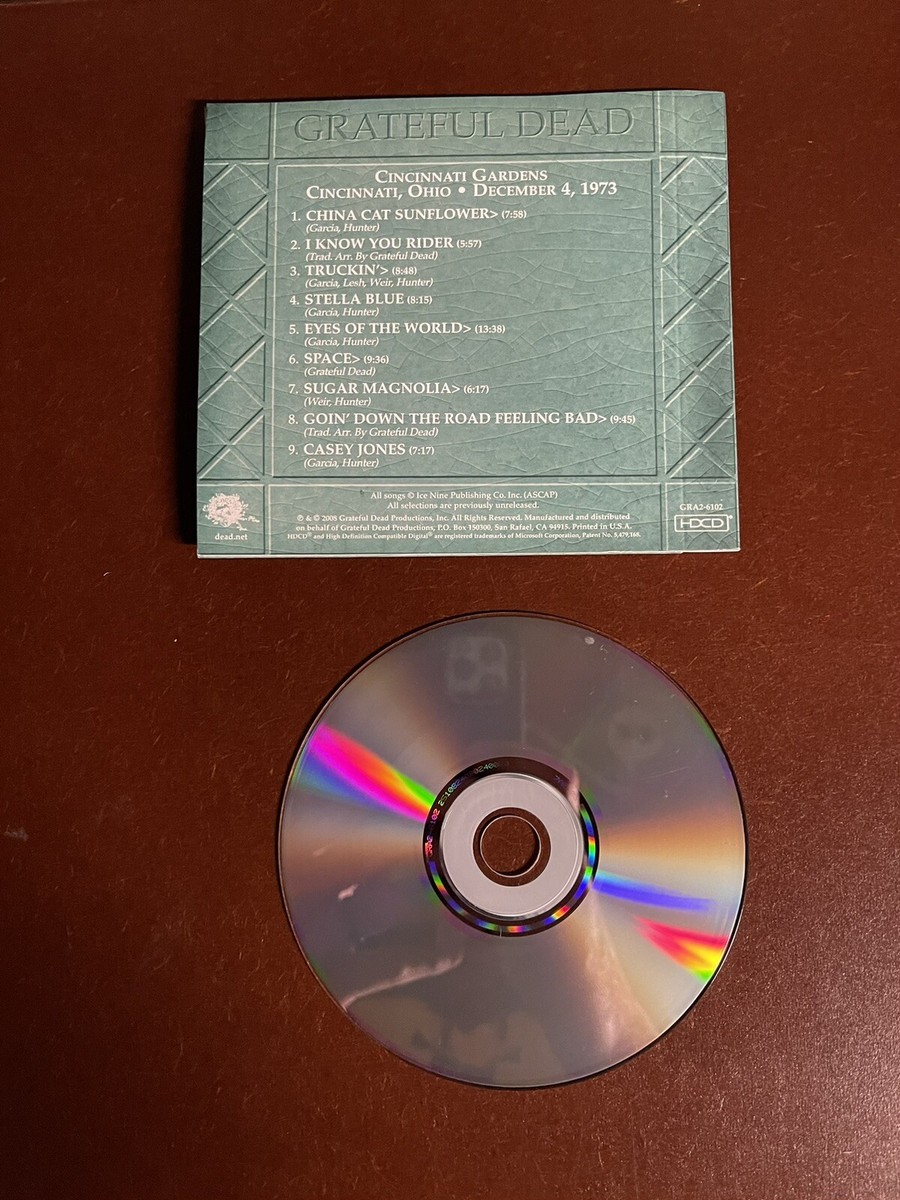 GRATEFUL DEAD
CINCINNATI GARDENS
CINCINNATI, OHIO • DECEMBER 4, 1973
1. CHINA CAT SUNFLOWER> (7:58)
(Garcia, Hunter)
2. I KNOW YOU RIDER (5:57)
(Trad. Arr. By Grateful Dead)
3. TRUCKIN'> (8:48)
(Garcia, Lesh, Weir, Hunter)
4. STELLA BLUE (8:15)
(Garcia, Hunter)
5. EYES OF THE WORLD> (13:38)
(Garcia, Hunter)
6. SPACE> (9:36)
(Grateful Dead)
7. SUGAR MAGNOLIA> (6:17)
(Weir, Hunter)
8. GOIN' DOWN THE ROAD FEELING BAD> (9:45)
(Trad. Arr. By Grateful Dead)
9. CASEY JONES (7:17)
(Garcia, Hunter)
All songs © Ice Nine Publishing Co. Inc. (ASCAP)
All selections are previously unreleased.
℗ & © 2008 Grateful Dead Productions, Inc. All Rights Reserved. Manufactured and distributed
on behalf of Grateful Dead Productions, P.O. Box 150300, San Rafael, CA 94915. Printed in U.S.A.
HDCD® and High Definition Compatible Digital® are registered trademarks of Microsoft Corporation, Patent No. 5,479,168.
dead.net
GRA2-6102
HDCD®